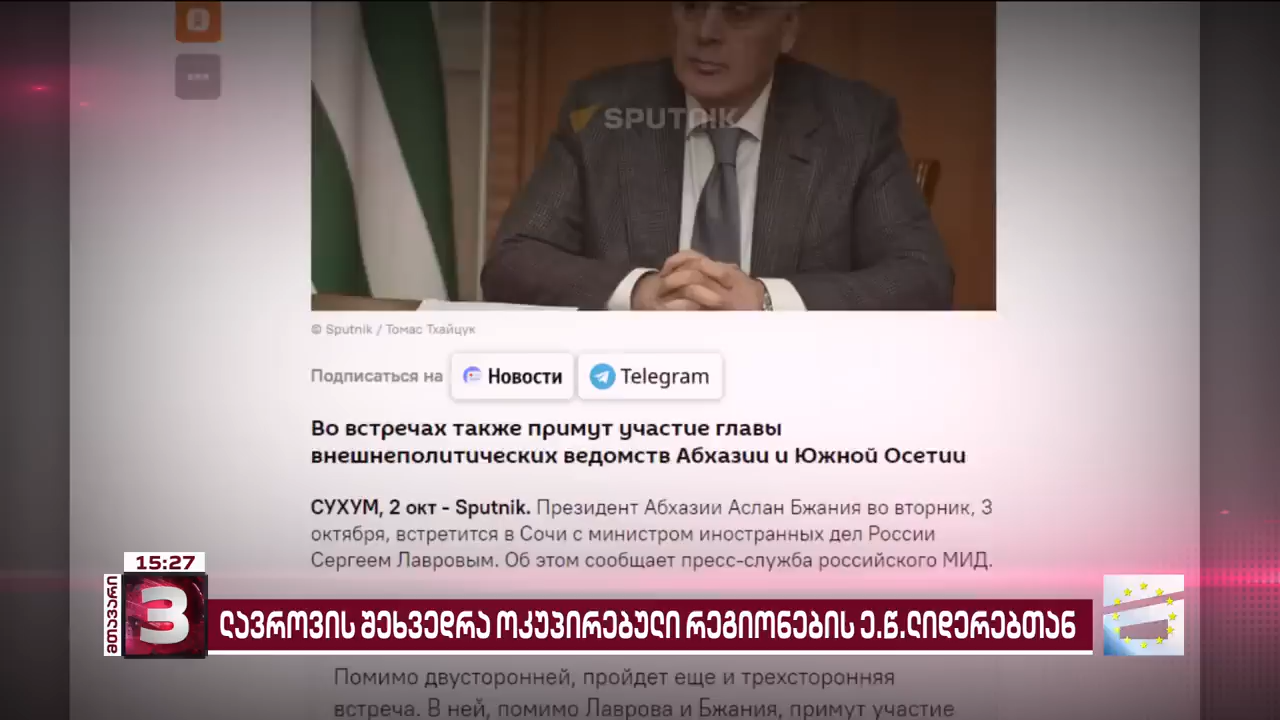 SPUTNIK
© Sputnik / Томас Тхайцук
Подписаться на Новости Telegram
Во встречах также примут участие главы
внешнеполитических ведомств Абхазии и Южной Осетии
СУХУМ, 2 окт - Sputnik. Президент Абхазии Аслан Бжания во вторник, 3
октября, встретится в Сочи с министром иностранных дел России
Сергеем Лавровым. Об этом сообщает пресс-служба российского МИД.
15:27
მთავარი
3
ლავროვის შეხვედრა ოკუპირებული რეგიონების ე.წ.ლიდერებთან
Помимо двусторонней, пройдет еще и трехсторонняя
встреча. В ней, помимо Лаврова и Бжания, примут участие